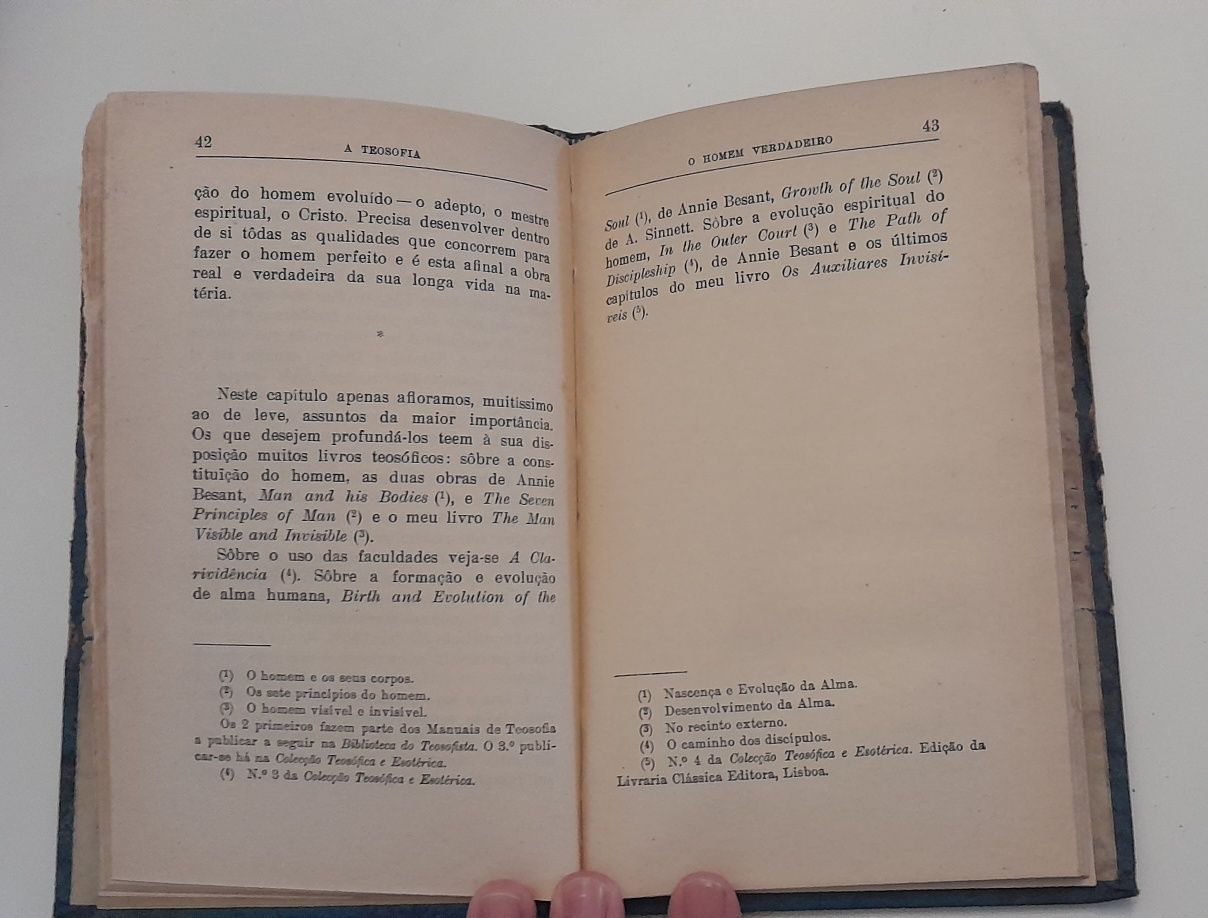 42
A TEOSOFIA
ção do homem evoluído — o adepto, o mestre
espiritual, o Cristo. Precisa desenvolver dentro
de si tôdas as qualidades que concorrem para
fazer o homem perfeito e é esta afinal a obra
real e verdadeira da sua longa vida na ma-
téria.
*
Neste capítulo apenas afloramos, muitíssimo
ao de leve, assuntos da maior importância.
Os que desejem profundá-los teem à sua dis-
posição muitos livros teosóficos: sôbre a cons-
tituição do homem, as duas obras de Annie
Besant, Man and his Bodies (¹), e The Seven
Principles of Man (²) e o meu livro The Man
Visible and Invisible (³).
Sôbre o uso das faculdades veja-se A Cla-
rividência (⁴). Sôbre a formação e evolução
de alma humana, Birth and Evolution of the
(¹) O homem e os seus corpos.
(²) Os sete princípios do homem.
(³) O homem visível e invisível.
Os 2 primeiros fazem parte dos Manuais de Teosofia
a publicar a seguir na Biblioteca do Teosofista. O 3.º publi-
car-se há na Colecção Teosófica e Esotérica.
(⁴) N.º 3 da Colecção Teosófica e Esotérica.
O HOMEM VERDADEIRO
43
Soul (¹), de Annie Besant, Growth of the Soul (²)
de A. Sinnett. Sôbre a evolução espiritual do
homem, In the Outer Court (³) e The Path of
Discipleship (⁴), de Annie Besant e os últimos
capítulos do meu livro Os Auxiliares Invisí-
veis (⁵).
(¹) Nascença e Evolução da Alma.
(²) Desenvolvimento da Alma.
(³) No recinto externo.
(⁴) O caminho dos discípulos.
(⁵) N.º 4 da Colecção Teosófica e Esotérica. Edição da
Livraria Clássica Editora, Lisboa.